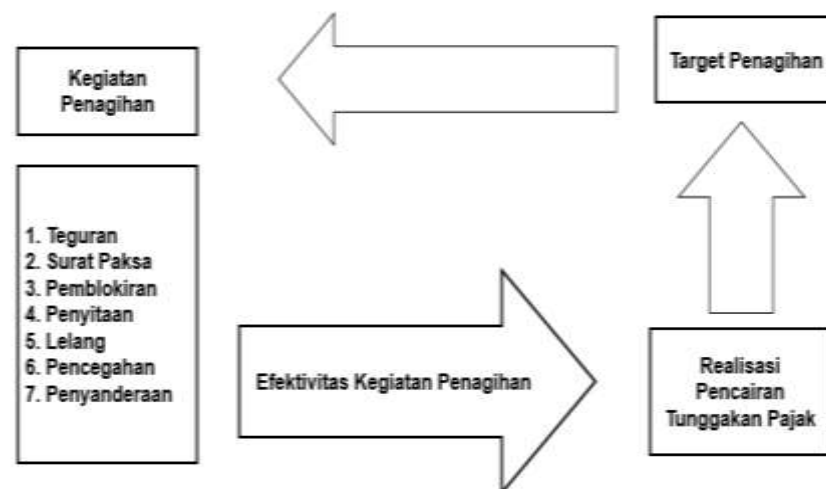 Kegiatan
Penagihan
Target Penagihan
1. Teguran
2. Surat Paksa
3. Pemblokiran
4. Penyitaan
5. Lelang
6. Pencegahan
7. Penyanderaan
Efektivitas Kegiatan Penagihan
Realisasi
Pencairan
Tunggakan Pajak